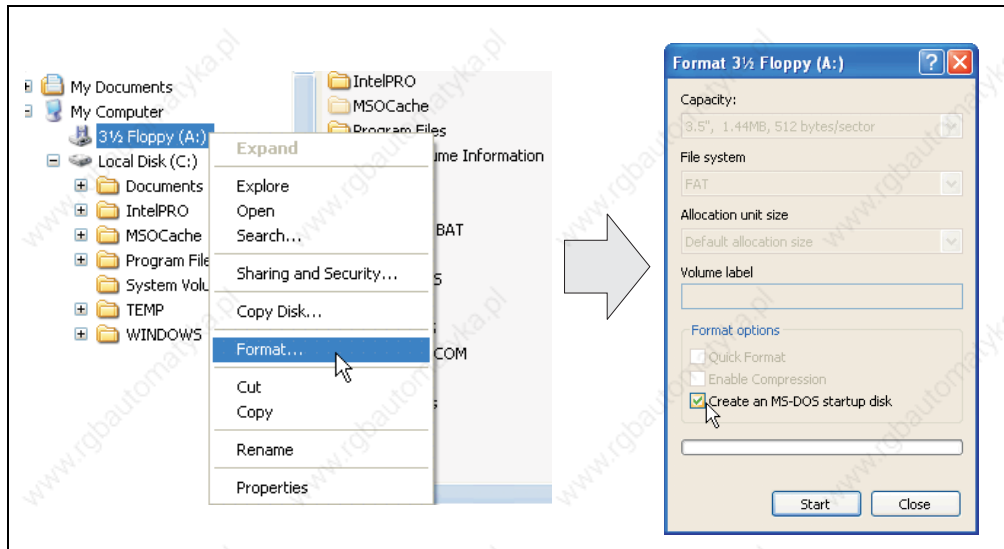 My Documents
My Computer
3½ Floppy (A:)
Local Disk (C:)
Documents
IntelPRO
MSOCache
Program File
System Volu
TEMP
WINDOWS
Expand
Explore
Open
Search...
Sharing and Security...
Copy Disk...
Format...
Cut
Copy
Rename
Properties
IntelPRO
MSOCache
Program Files
ume Information
BAT
S
COM
Format 3½ Floppy (A:)
Capacity:
3.5", 1.44MB, 512 bytes/sector
File system
FAT
Allocation unit size
Default allocation size
Volume label
Format options
Quick Format
Enable Compression
Create an MS-DOS startup disk
Start
Close
www.rgbautomatyka.pl